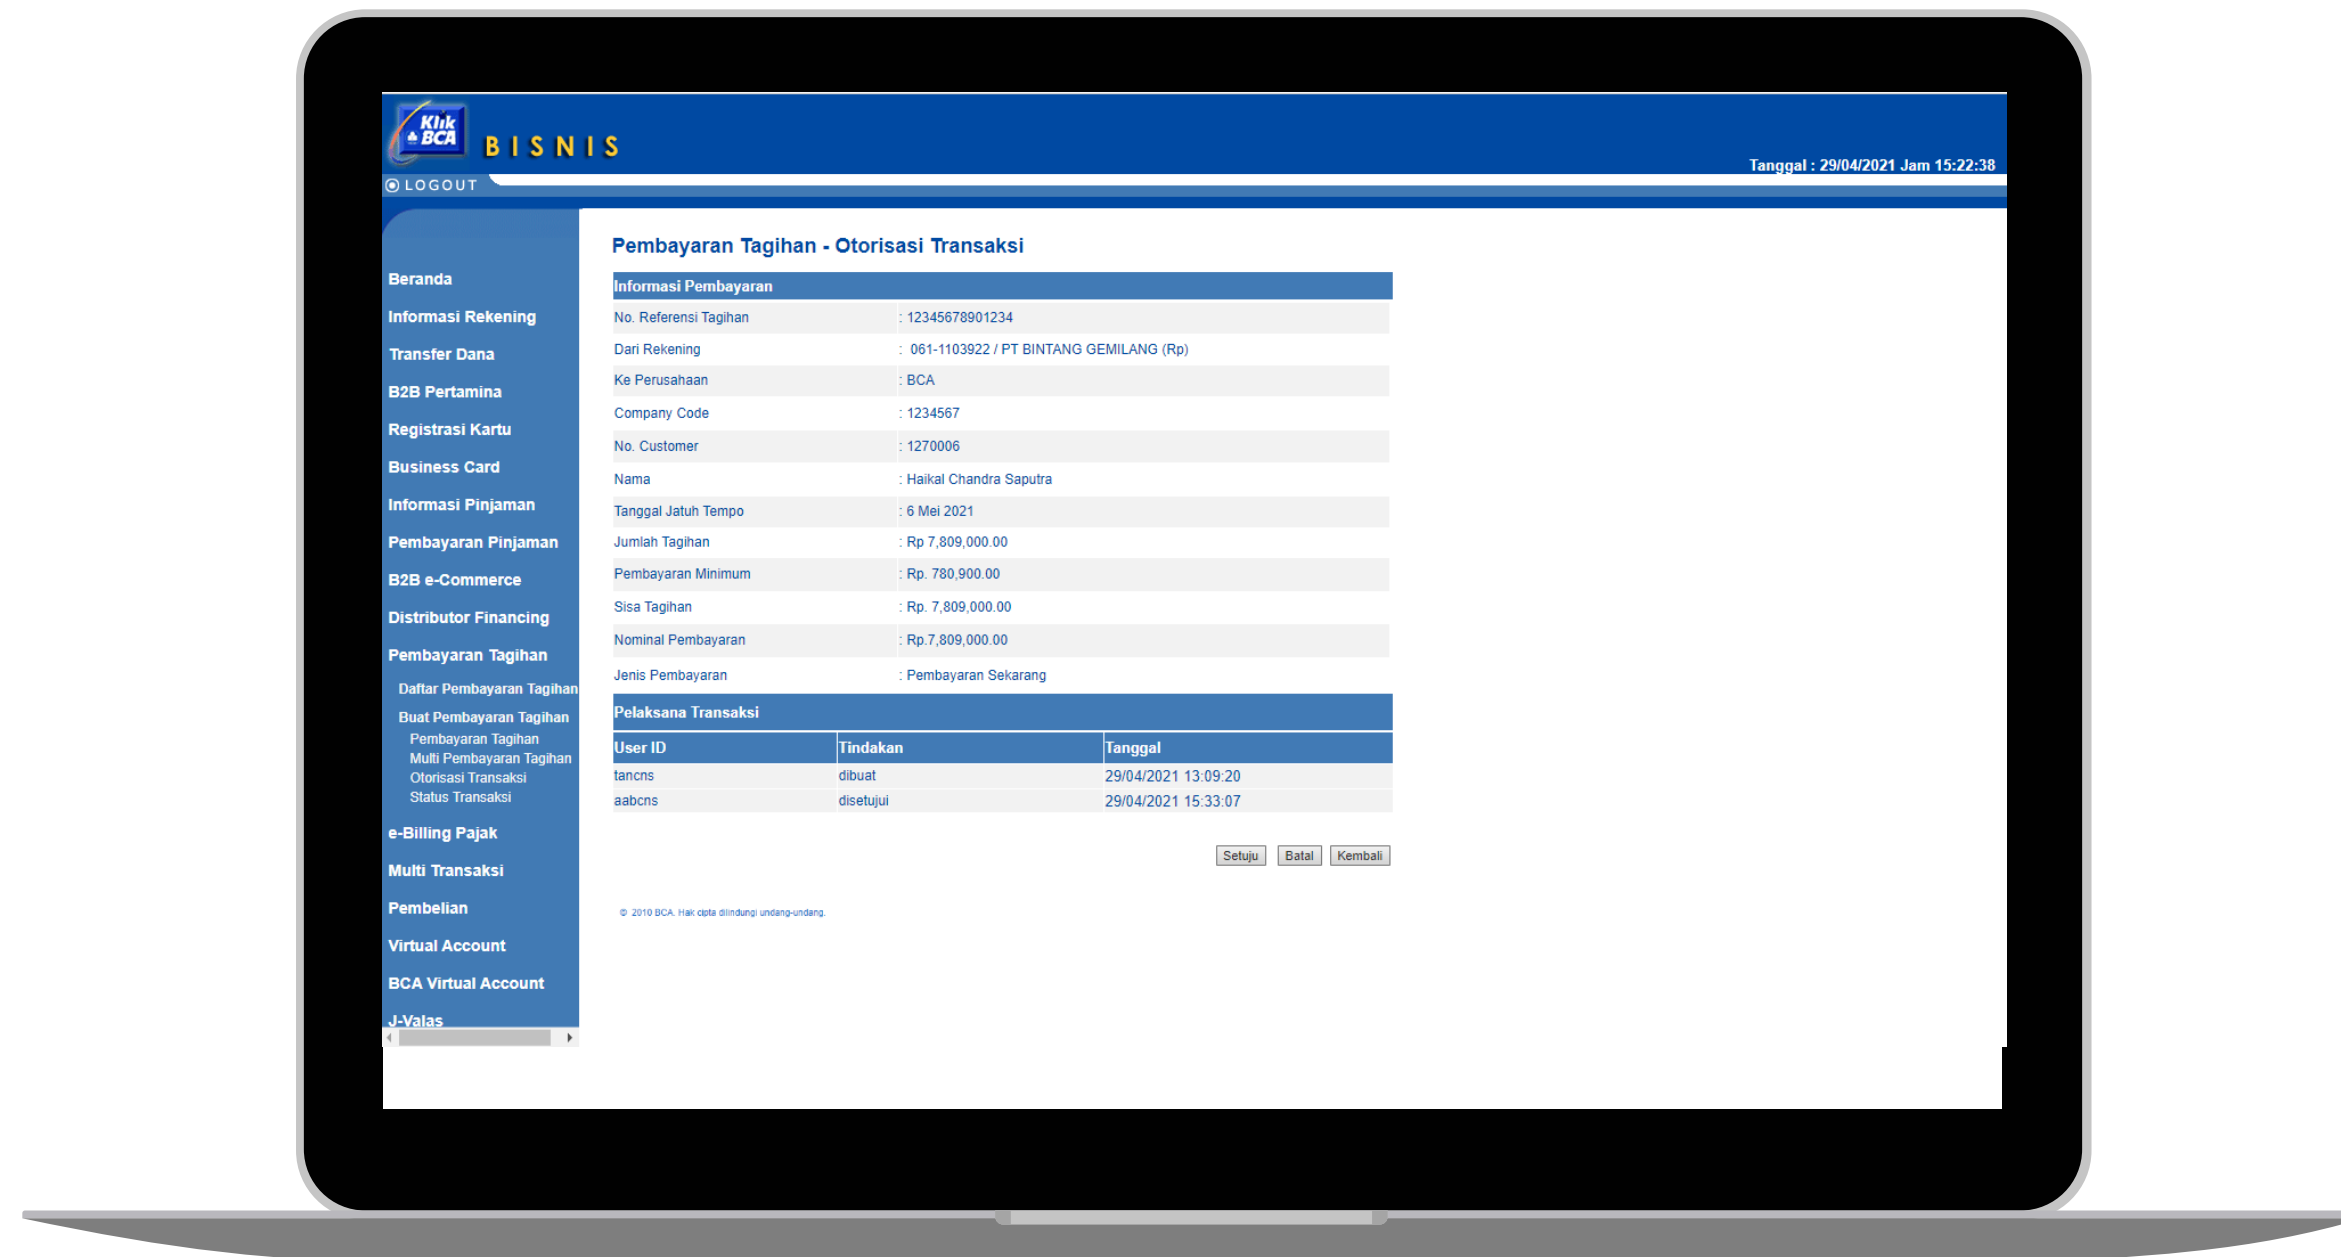 Klik
BCA
BISNIS
Tanggal : 29/04/2021 Jam 15:22:38
LOGOUT
Beranda
Informasi Rekening
Transfer Dana
B2B Pertamina
Registrasi Kartu
Business Card
Informasi Pinjaman
Pembayaran Pinjaman
B2B e-Commerce
Distributor Financing
Pembayaran Tagihan
Daftar Pembayaran Tagihan
Buat Pembayaran Tagihan
Pembayaran Tagihan
Multi Pembayaran Tagihan
Otorisasi Transaksi
Status Transaksi
e-Billing Pajak
Multi Transaksi
Pembelian
Virtual Account
BCA Virtual Account
J-Valas
Pembayaran Tagihan - Otorisasi Transaksi
Informasi Pembayaran
No. Referensi Tagihan : 12345678901234
Dari Rekening : 061-1103922 / PT BINTANG GEMILANG (Rp)
Ke Perusahaan : BCA
Company Code : 1234567
No. Customer : 1270006
Nama : Haikal Chandra Saputra
Tanggal Jatuh Tempo : 6 Mei 2021
Jumlah Tagihan : Rp 7,809,000.00
Pembayaran Minimum : Rp. 780,900.00
Sisa Tagihan : Rp. 7,809,000.00
Nominal Pembayaran : Rp.7,809,000.00
Jenis Pembayaran : Pembayaran Sekarang
Pelaksana Transaksi
User ID Tindakan Tanggal
tancns dibuat 29/04/2021 13:09:20
aabcns disetujui 29/04/2021 15:33:07
Setuju Batal Kembali
© 2010 BCA. Hak cipta dilindungi undang-undang.